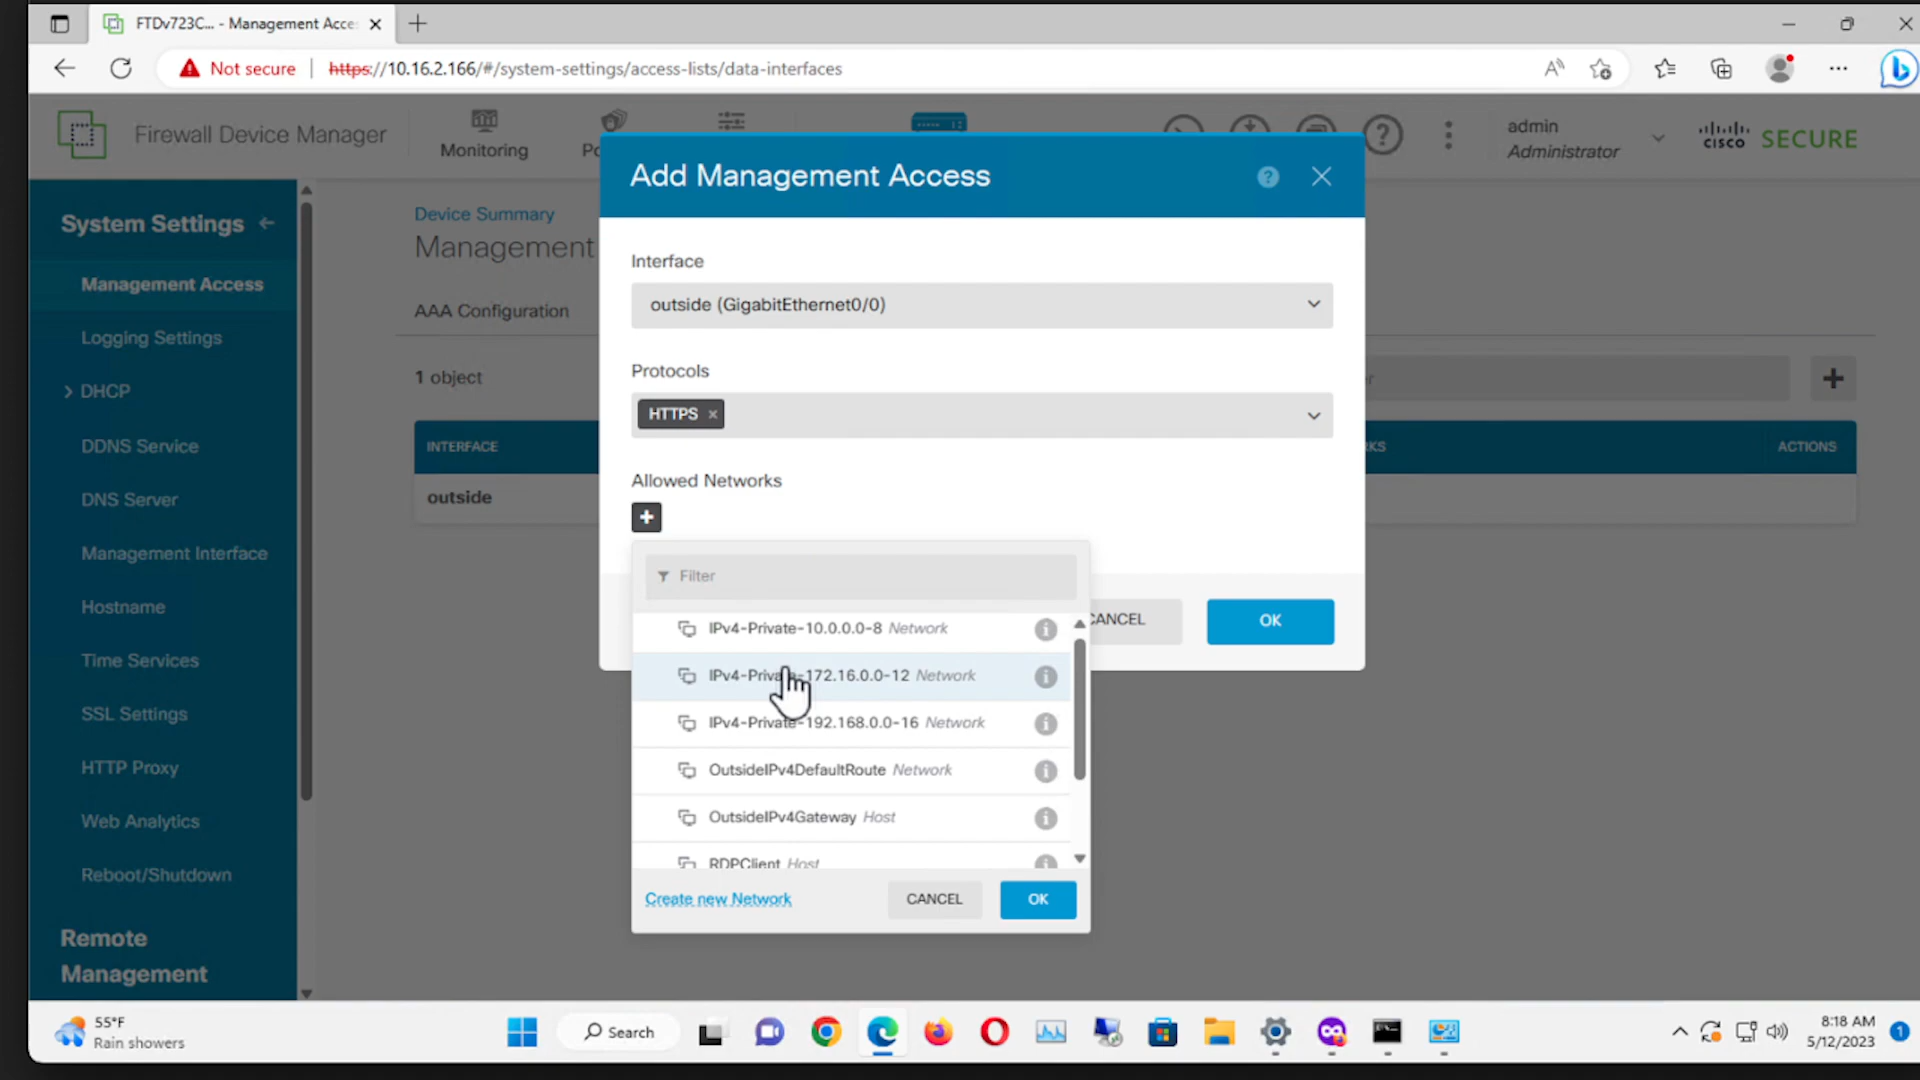 FTDv723C... - Management Acce
Not secure | https://10.16.2.166/#/system-settings/access-lists/data-interfaces
Firewall Device Manager
Monitoring
Po
admin
Administrator
cisco SECURE
System Settings
Management Access
Logging Settings
DHCP
DDNS Service
DNS Server
Management Interface
Hostname
Time Services
SSL Settings
HTTP Proxy
Web Analytics
Reboot/Shutdown
Remote
Management
Device Summary
Management
AAA Configuration
1 object
INTERFACE
ACTIONS
outside
Add Management Access
Interface
outside (GigabitEthernet0/0)
Protocols
HTTPS
Allowed Networks
Filter
IPv4-Private-10.0.0.0-8 Network
IPv4-Private-172.16.0.0-12 Network
IPv4-Private-192.168.0.0-16 Network
OutsideIPv4DefaultRoute Network
OutsideIPv4Gateway Host
RDPClient Host
Create new Network
CANCEL
OK
CANCEL
OK
55°F
Rain showers
Search
8:18 AM
5/12/2023
1